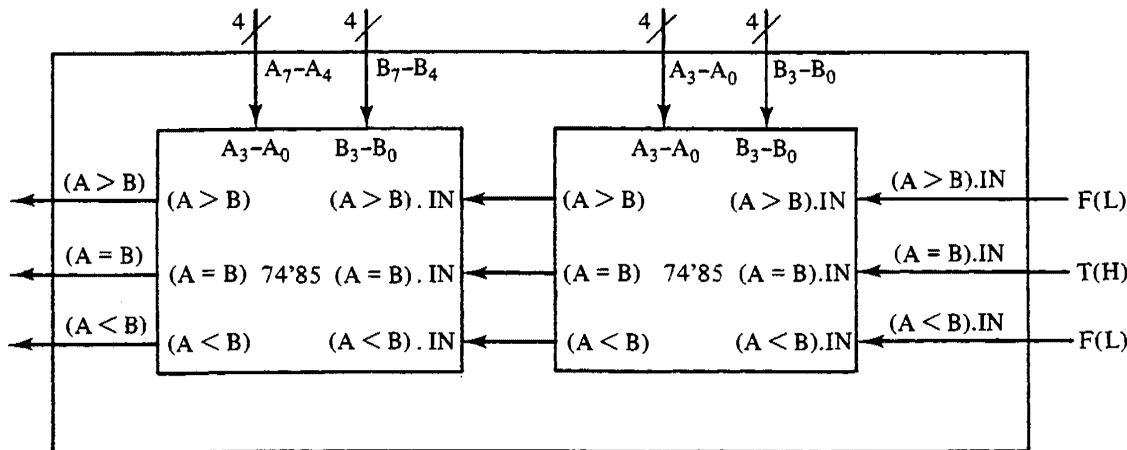 4 4 4 4
A₇–A₄ B₇–B₄ A₃–A₀ B₃–B₀
A₃–A₀ B₃–B₀ A₃–A₀ B₃–B₀
(A > B) (A > B) (A > B) . IN (A > B) (A > B).IN (A > B).IN F(L)
(A = B) (A = B) 74'85 (A = B) . IN (A = B) 74'85 (A = B).IN (A = B).IN T(H)
(A < B) (A < B) (A < B) . IN (A < B) (A < B).IN (A < B).IN F(L)